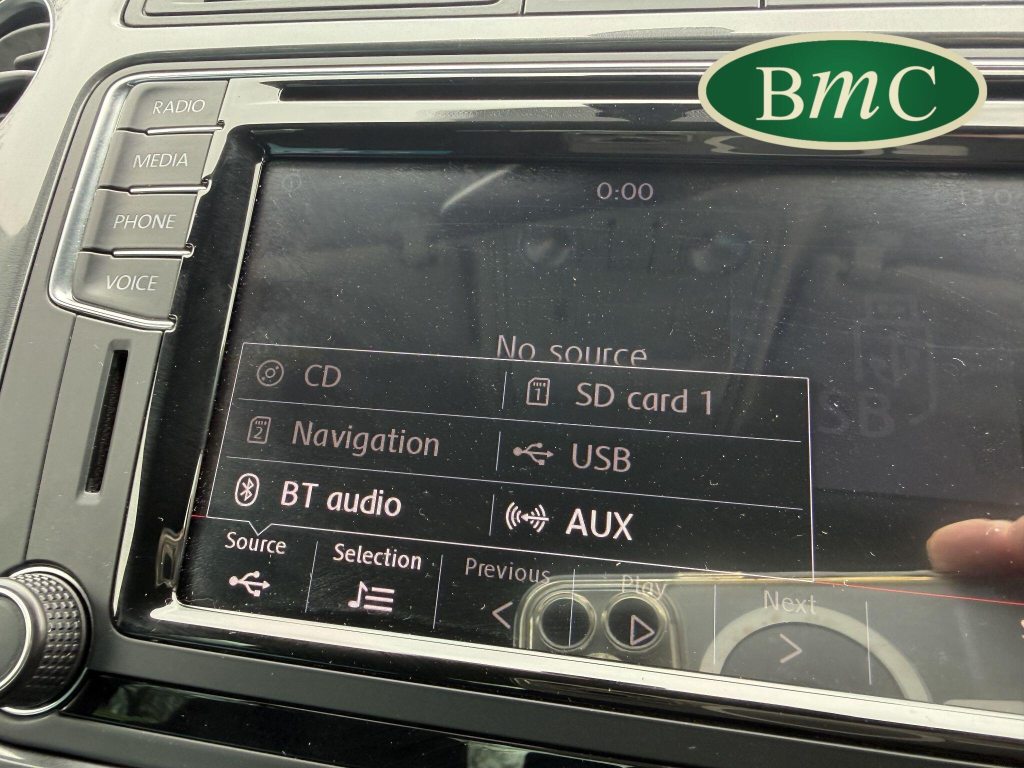 BmC
RADIO
MEDIA
PHONE
VOICE
0:00
No source
CD
SD card 1
Navigation
USB
BT audio
AUX
Source
Selection
Previous
Play
Next